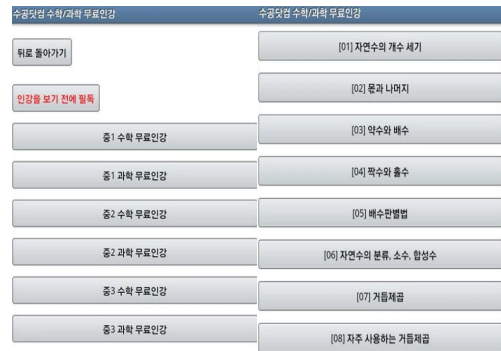 수공닷컴 수학/과학 무료인강
뒤로 돌아가기
인강을 보기 전에 필독
중1 수학 무료인강
중1 과학 무료인강
중2 수학 무료인강
중2 과학 무료인강
중3 수학 무료인강
중3 과학 무료인강
수공닷컴 수학/과학 무료인강
[01] 자연수의 개수 세기
[02] 몫과 나머지
[03] 약수와 배수
[04] 짝수와 홀수
[05] 배수판별법
[06] 자연수의 분류, 소수, 합성수
[07] 거듭제곱
[08] 자주 사용하는 거듭제곱